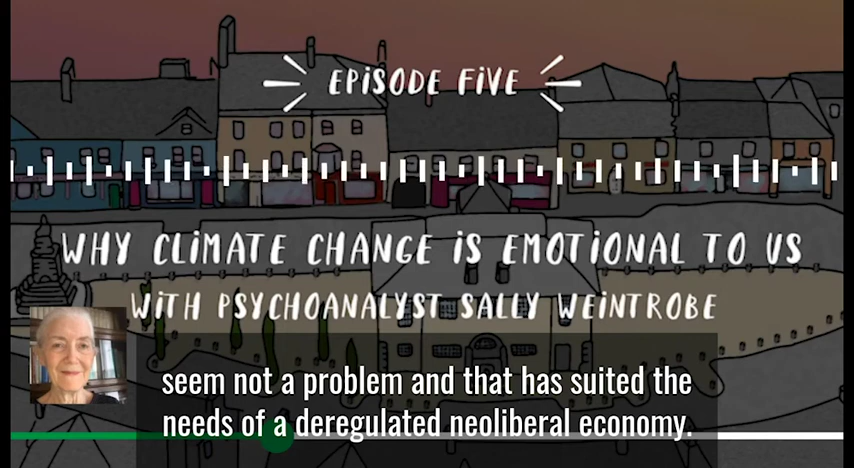 EPiSODE FiVE
WHY CLiMATE CHANGE iS EMOTiONAL TO US
WiTH PSYCHOANALYST SALLY WEiNTROBE
seem not a problem and that has suited the
needs of a deregulated neoliberal economy.